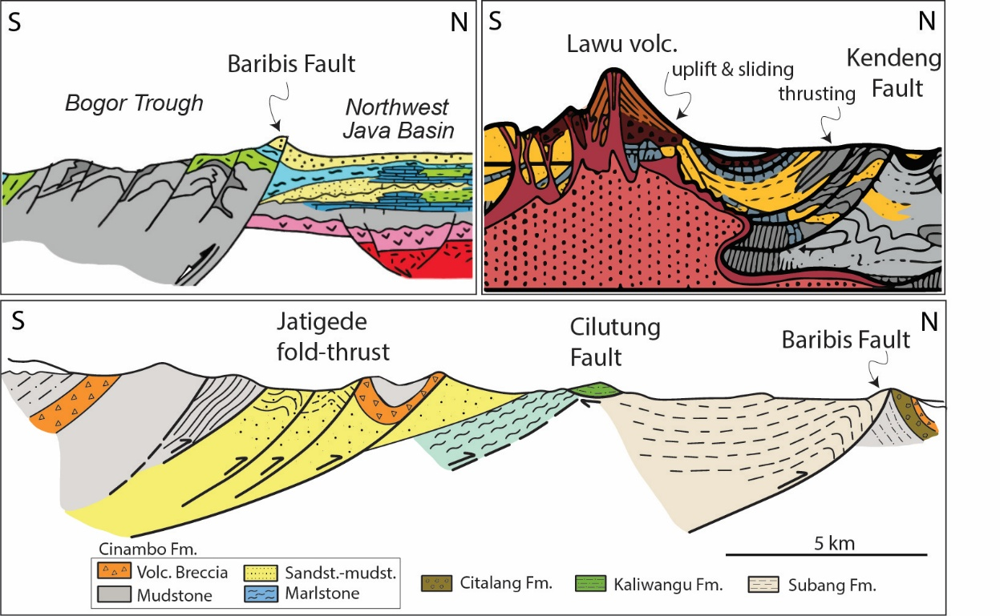 S
N
Baribis Fault
Bogor Trough
Northwest
Java Basin
S
N
Lawu volc.
uplift & sliding
thrusting
Kendeng
Fault
S
N
Jatigede
fold-thrust
Cilutung
Fault
Baribis Fault
5 km
Cinambo Fm.
Volc. Breccia
Sandst.-mudst.
Mudstone
Marlstone
Citalang Fm.
Kaliwangu Fm.
Subang Fm.